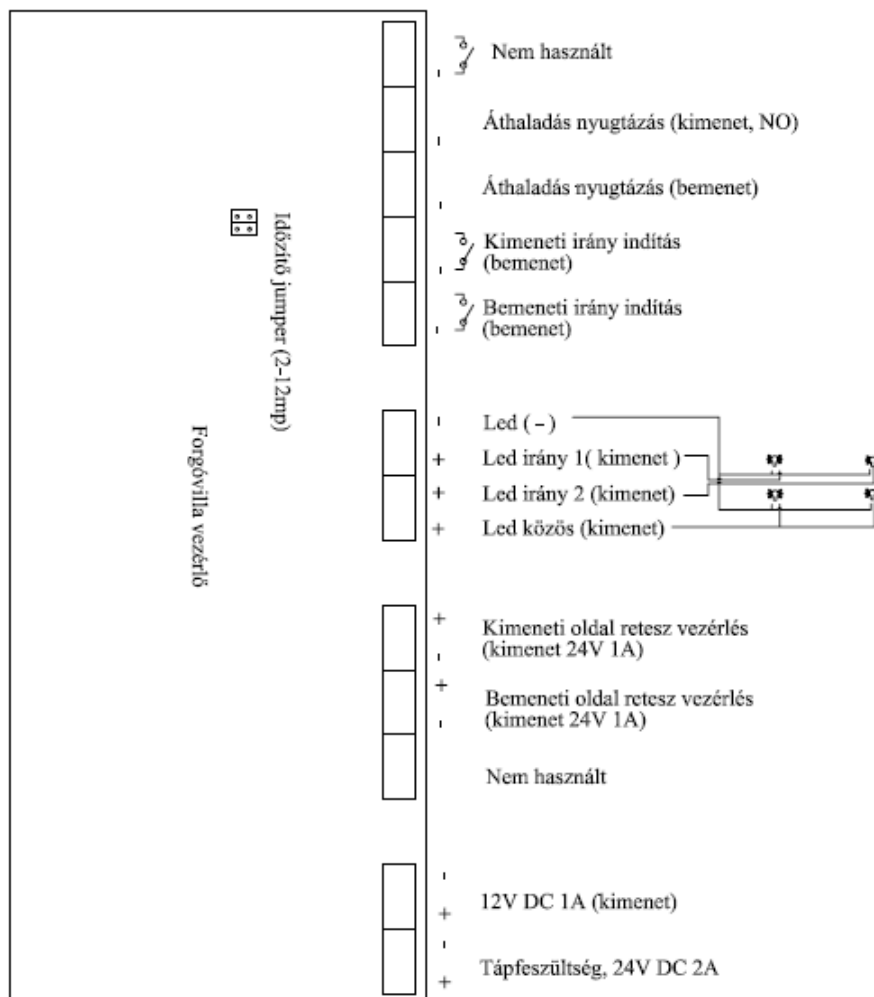 Nem használt
Áthaladás nyugtázás (kimenet, NO)
Áthaladás nyugtázás (bemenet)
Kimeneti irány indítás
(bemenet)
Bemeneti irány indítás
(bemenet)
Időzítő jumper (2-12mp)
Forgóvilla vezérlő
- Led ( - )
+ Led irány 1( kimenet )
+ Led irány 2 (kimenet)
+ Led közös (kimenet)
+ Kimeneti oldal retesz vezérlés
- (kimenet 24V 1A)
+ Bemeneti oldal retesz vezérlés
- (kimenet 24V 1A)
Nem használt
-
12V DC 1A (kimenet)
+
-
Tápfeszültség, 24V DC 2A
+